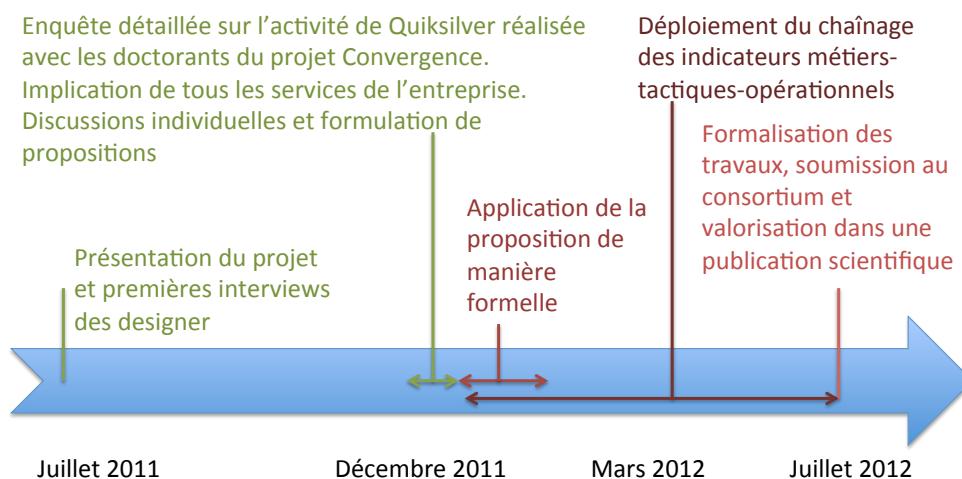 Enquête détaillée sur l'activité de Quiksilver réalisée
avec les doctorants du projet Convergence.
Implication de tous les services de l'entreprise.
Discussions individuelles et formulation de
propositions
Déploiement du chaînage
des indicateurs métiers-
tactiques-opérationnels
Formalisation des
travaux, soumission au
consortium et
valorisation dans une
publication scientifique
Application de la
proposition de
manière
formelle
Présentation du projet
et premières interviews
des designer
Juillet 2011
Décembre 2011
Mars 2012
Juillet 2012